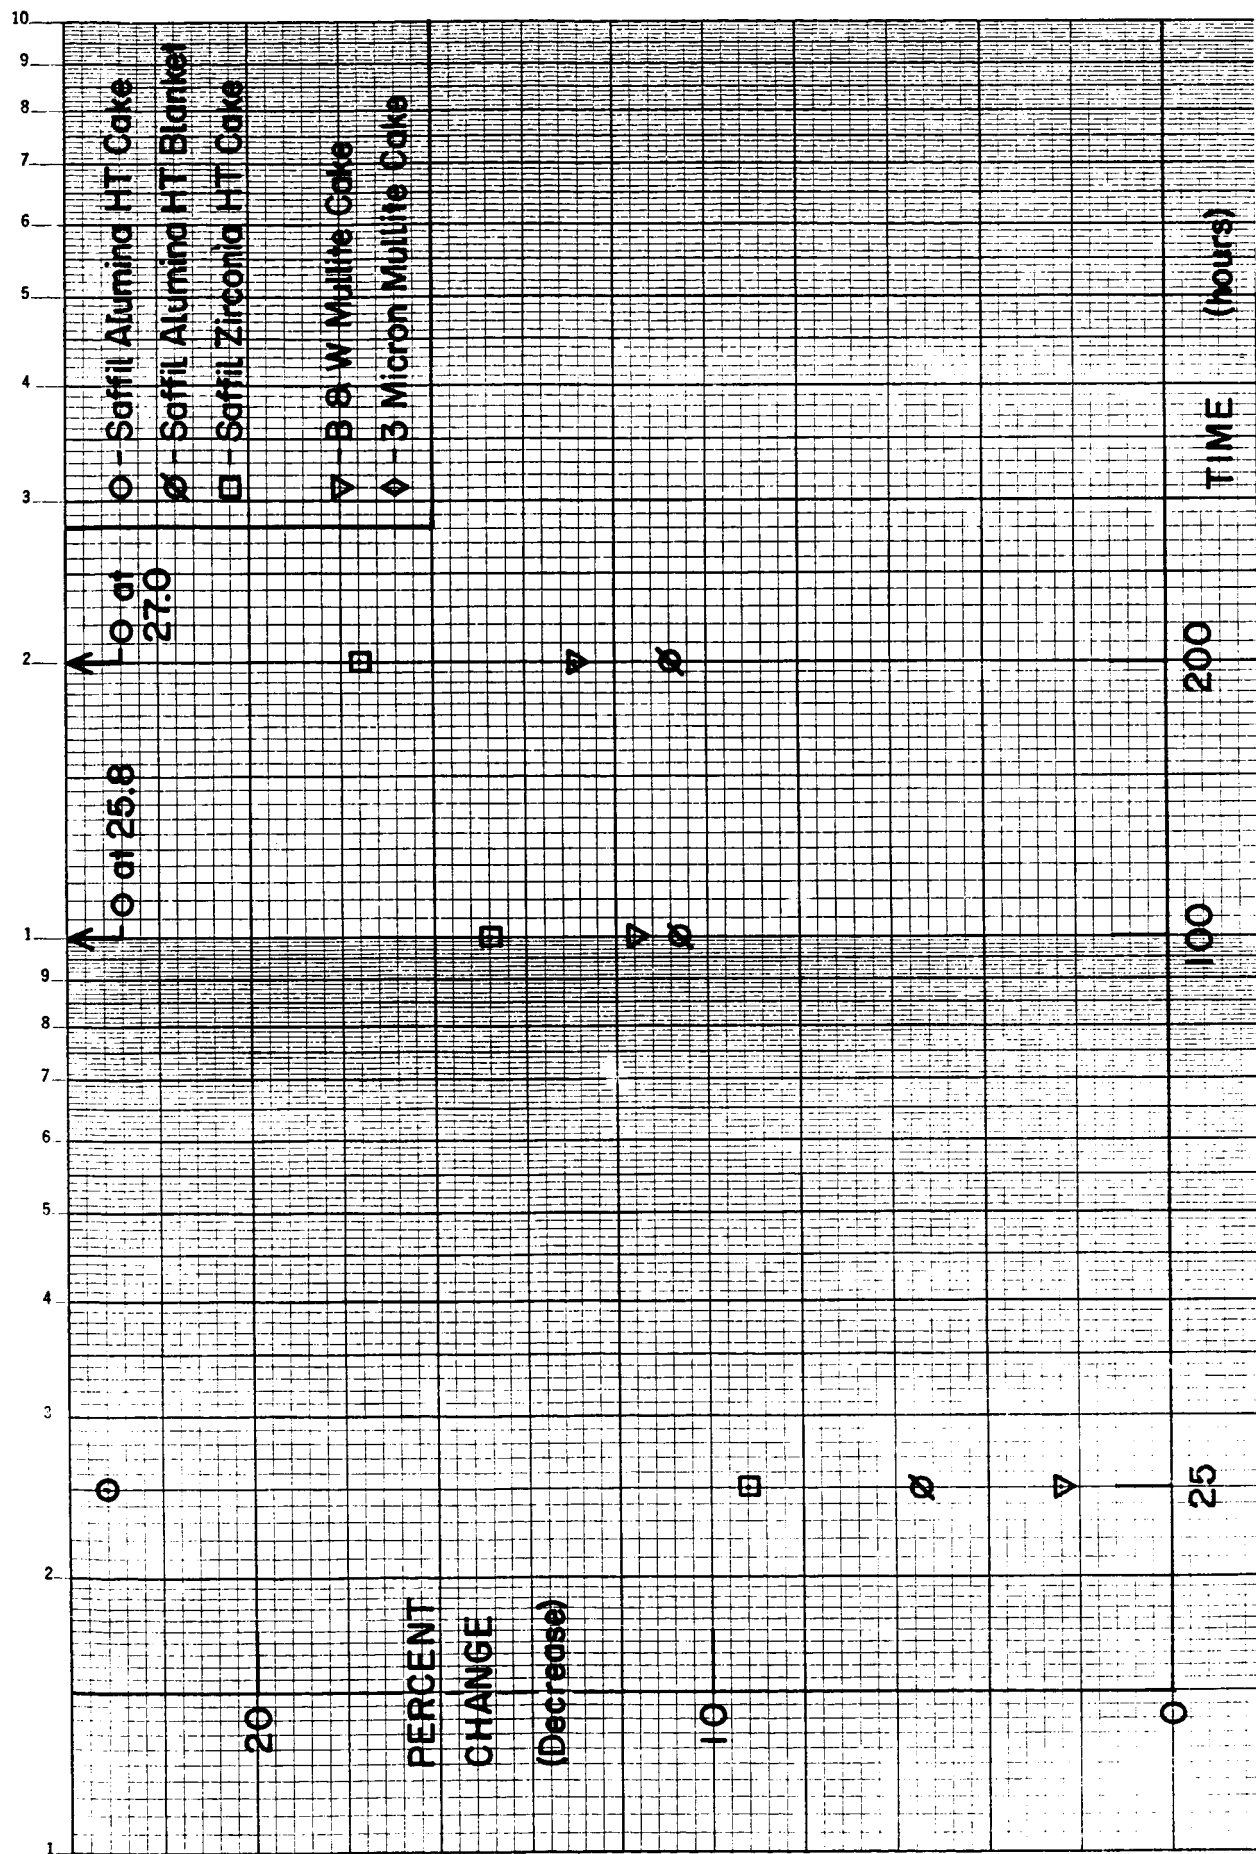 O - Saffil Alumina HT Cake
Ø - Saffil Alumina HT Blanket
□ - Saffil Zirconia HT Cake
▽ - B & W Mullite Cake
◇ - 3 Micron Mullite Cake
O at 25.8
O at
27.0
20
PERCENT
CHANGE
(Decrease)
10
0
25
100
200
TIME (hours)
1
2
3
4
5
6
7
8
9
1
2
3
4
5
6
7
8
9
10